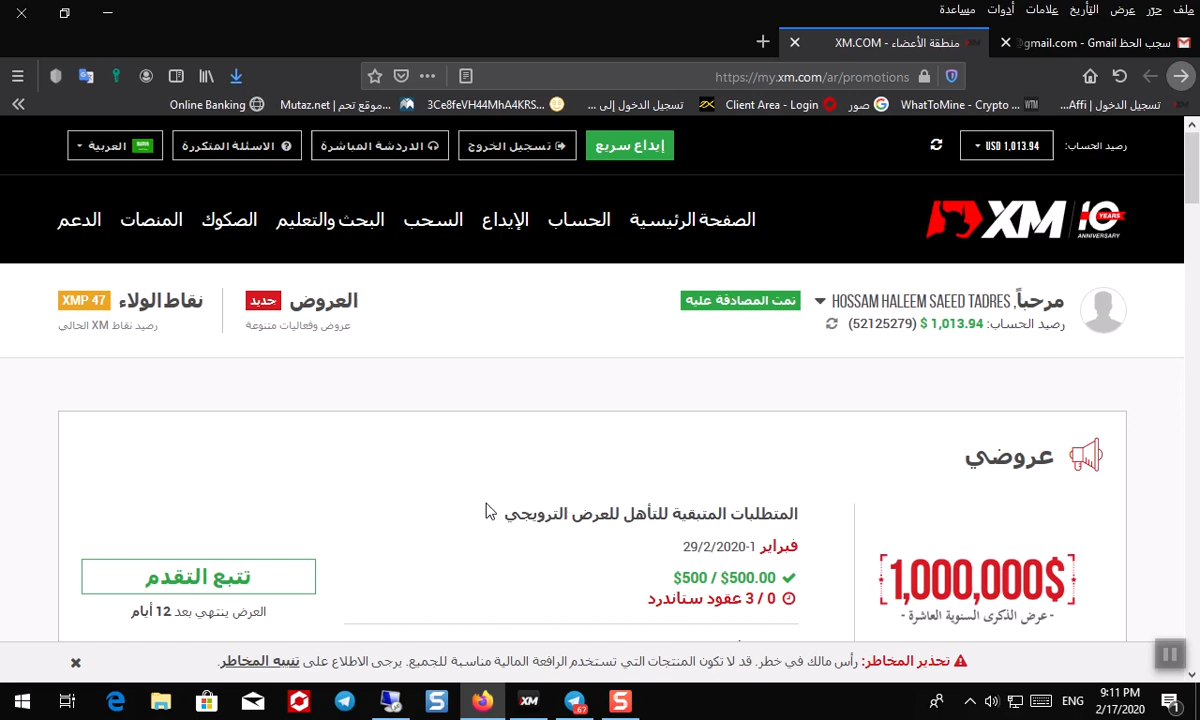 ملف حرّر عرض التأريخ علامات أدوات مساعدة
سحب الحظ gmail.com - Gmail
منطقة الأعضاء - XM.COM
https://my.xm.com/ar/promotions
تسجيل الدخول | Affi...
WhatToMine - Crypto ...
صور
Client Area - Login
تسجيل الدخول إلى ...
3Ce8feVH44MhA4KRS...
Mutaz.net | موقع تحم...
Online Banking
رصيد الحساب: USD 1,013.94
إيداع سريع
تسجيل الخروج
الدردشة المباشرة
الاسئلة المتكررة
العربية
XM 10 YEARS ANNIVERSARY
الصفحة الرئيسية الحساب الإيداع السحب البحث والتعليم الصكوك المنصات الدعم
مرحباً, HOSSAM HALEEM SAEED TADRES
تمت المصادقة عليه
رصيد الحساب: $ 1,013.94 (52125279)
العروض جديد
عروض وفعاليات متنوعة
نقاط الولاء XMP 47
رصيد نقاط XM الحالي
عروضي
1,000,000$
- عرض الذكرى السنوية العاشرة -
المتطلبات المتبقية للتأهل للعرض الترويجي
فبراير 1-29/2/2020
$500 / $500.00
0 / 3 عقود ستاندرد
تتبع التقدم
العرض ينتهي بعد 12 أيام
تحذير المخاطر: رأس مالك في خطر. قد لا تكون المنتجات التي تستخدم الرافعة المالية مناسبة للجميع. يرجى الاطلاع على تنبيه المخاطر.
XM
67
ENG
9:11 PM
2/17/2020
1